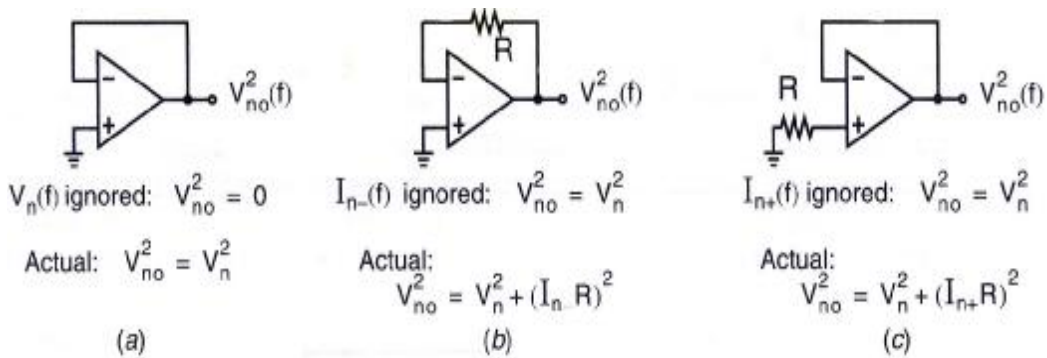 − + V²ₙₒ(f)
R − + V²ₙₒ(f)
R − + V²ₙₒ(f)
Vₙ(f) ignored: V²ₙₒ = 0
Iₙ₋(f) ignored: V²ₙₒ = V²ₙ
Iₙ₊(f) ignored: V²ₙₒ = V²ₙ
Actual: V²ₙₒ = V²ₙ
Actual:
V²ₙₒ = V²ₙ + (Iₙ₋R)²
Actual:
V²ₙₒ = V²ₙ + (Iₙ₊R)²
(a)
(b)
(c)